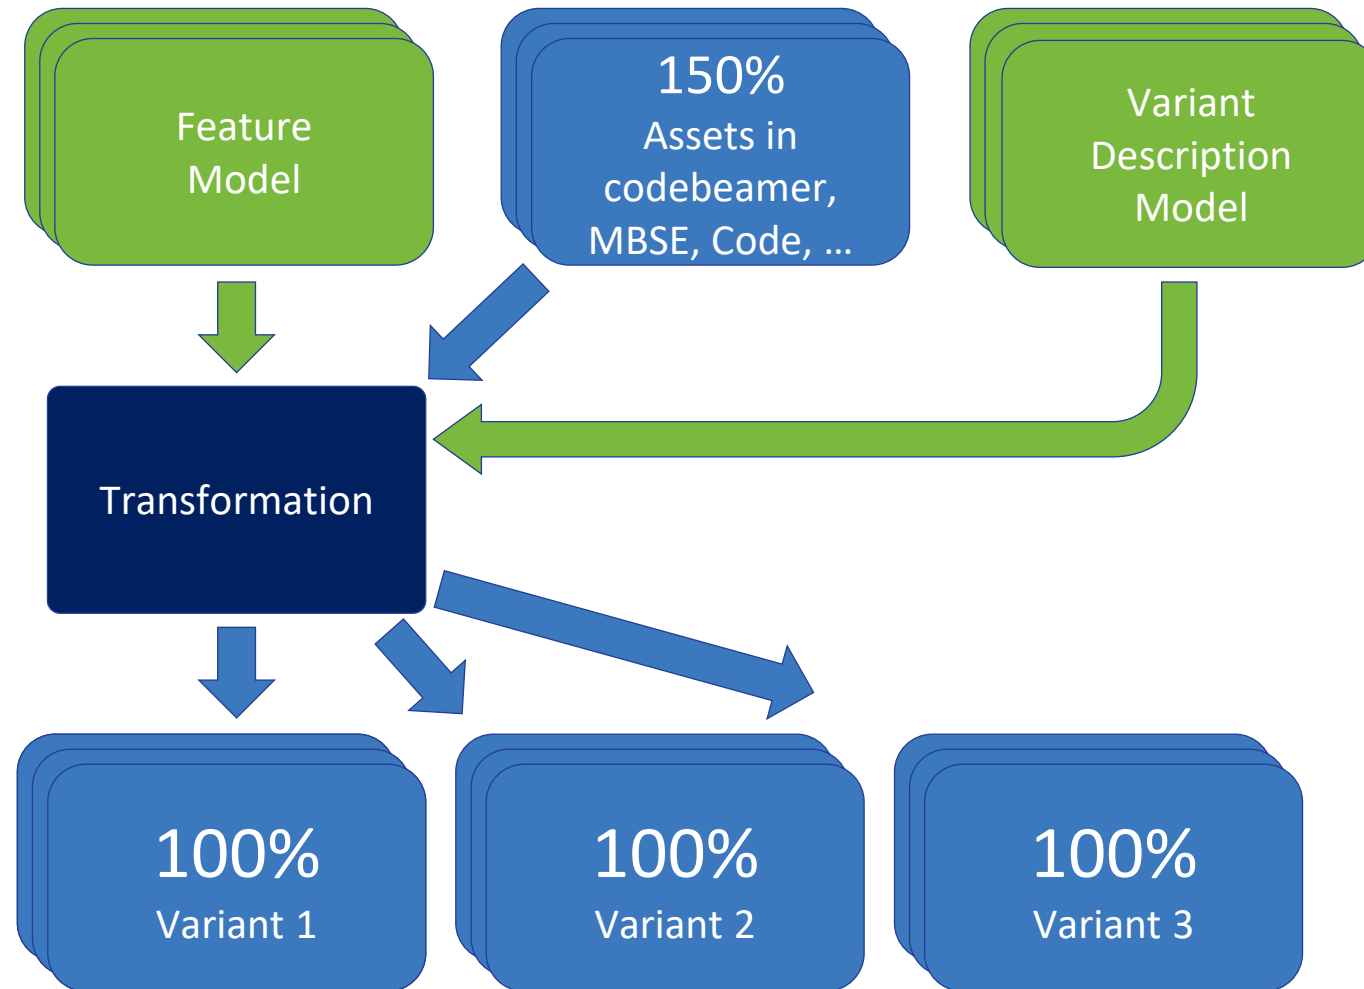 Feature
Model
150%
Assets in
codebeamer,
MBSE, Code, …
Variant
Description
Model
Transformation
100%
Variant 1
100%
Variant 2
100%
Variant 3